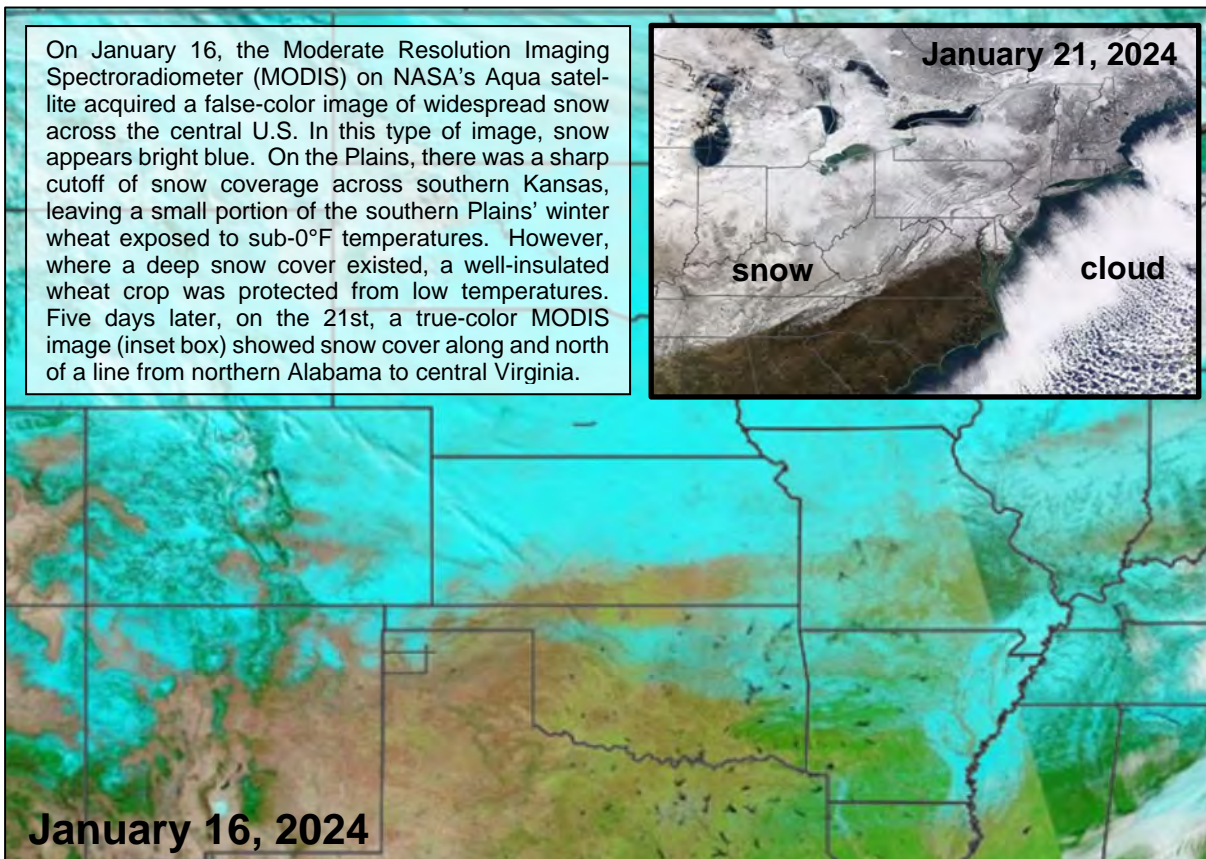 On January 16, the Moderate Resolution Imaging
Spectroradiometer (MODIS) on NASA’s Aqua satel-
lite acquired a false-color image of widespread snow
across the central U.S. In this type of image, snow
appears bright blue.  On the Plains, there was a sharp
cutoff of snow coverage across southern Kansas,
leaving a small portion of the southern Plains’ winter
wheat exposed to sub-0°F temperatures.  However,
where a deep snow cover existed, a well-insulated
wheat crop was protected from low temperatures.
Five days later, on the 21st, a true-color MODIS
image (inset box) showed snow cover along and north
of a line from northern Alabama to central Virginia.
January 21, 2024
snow
cloud
January 16, 2024